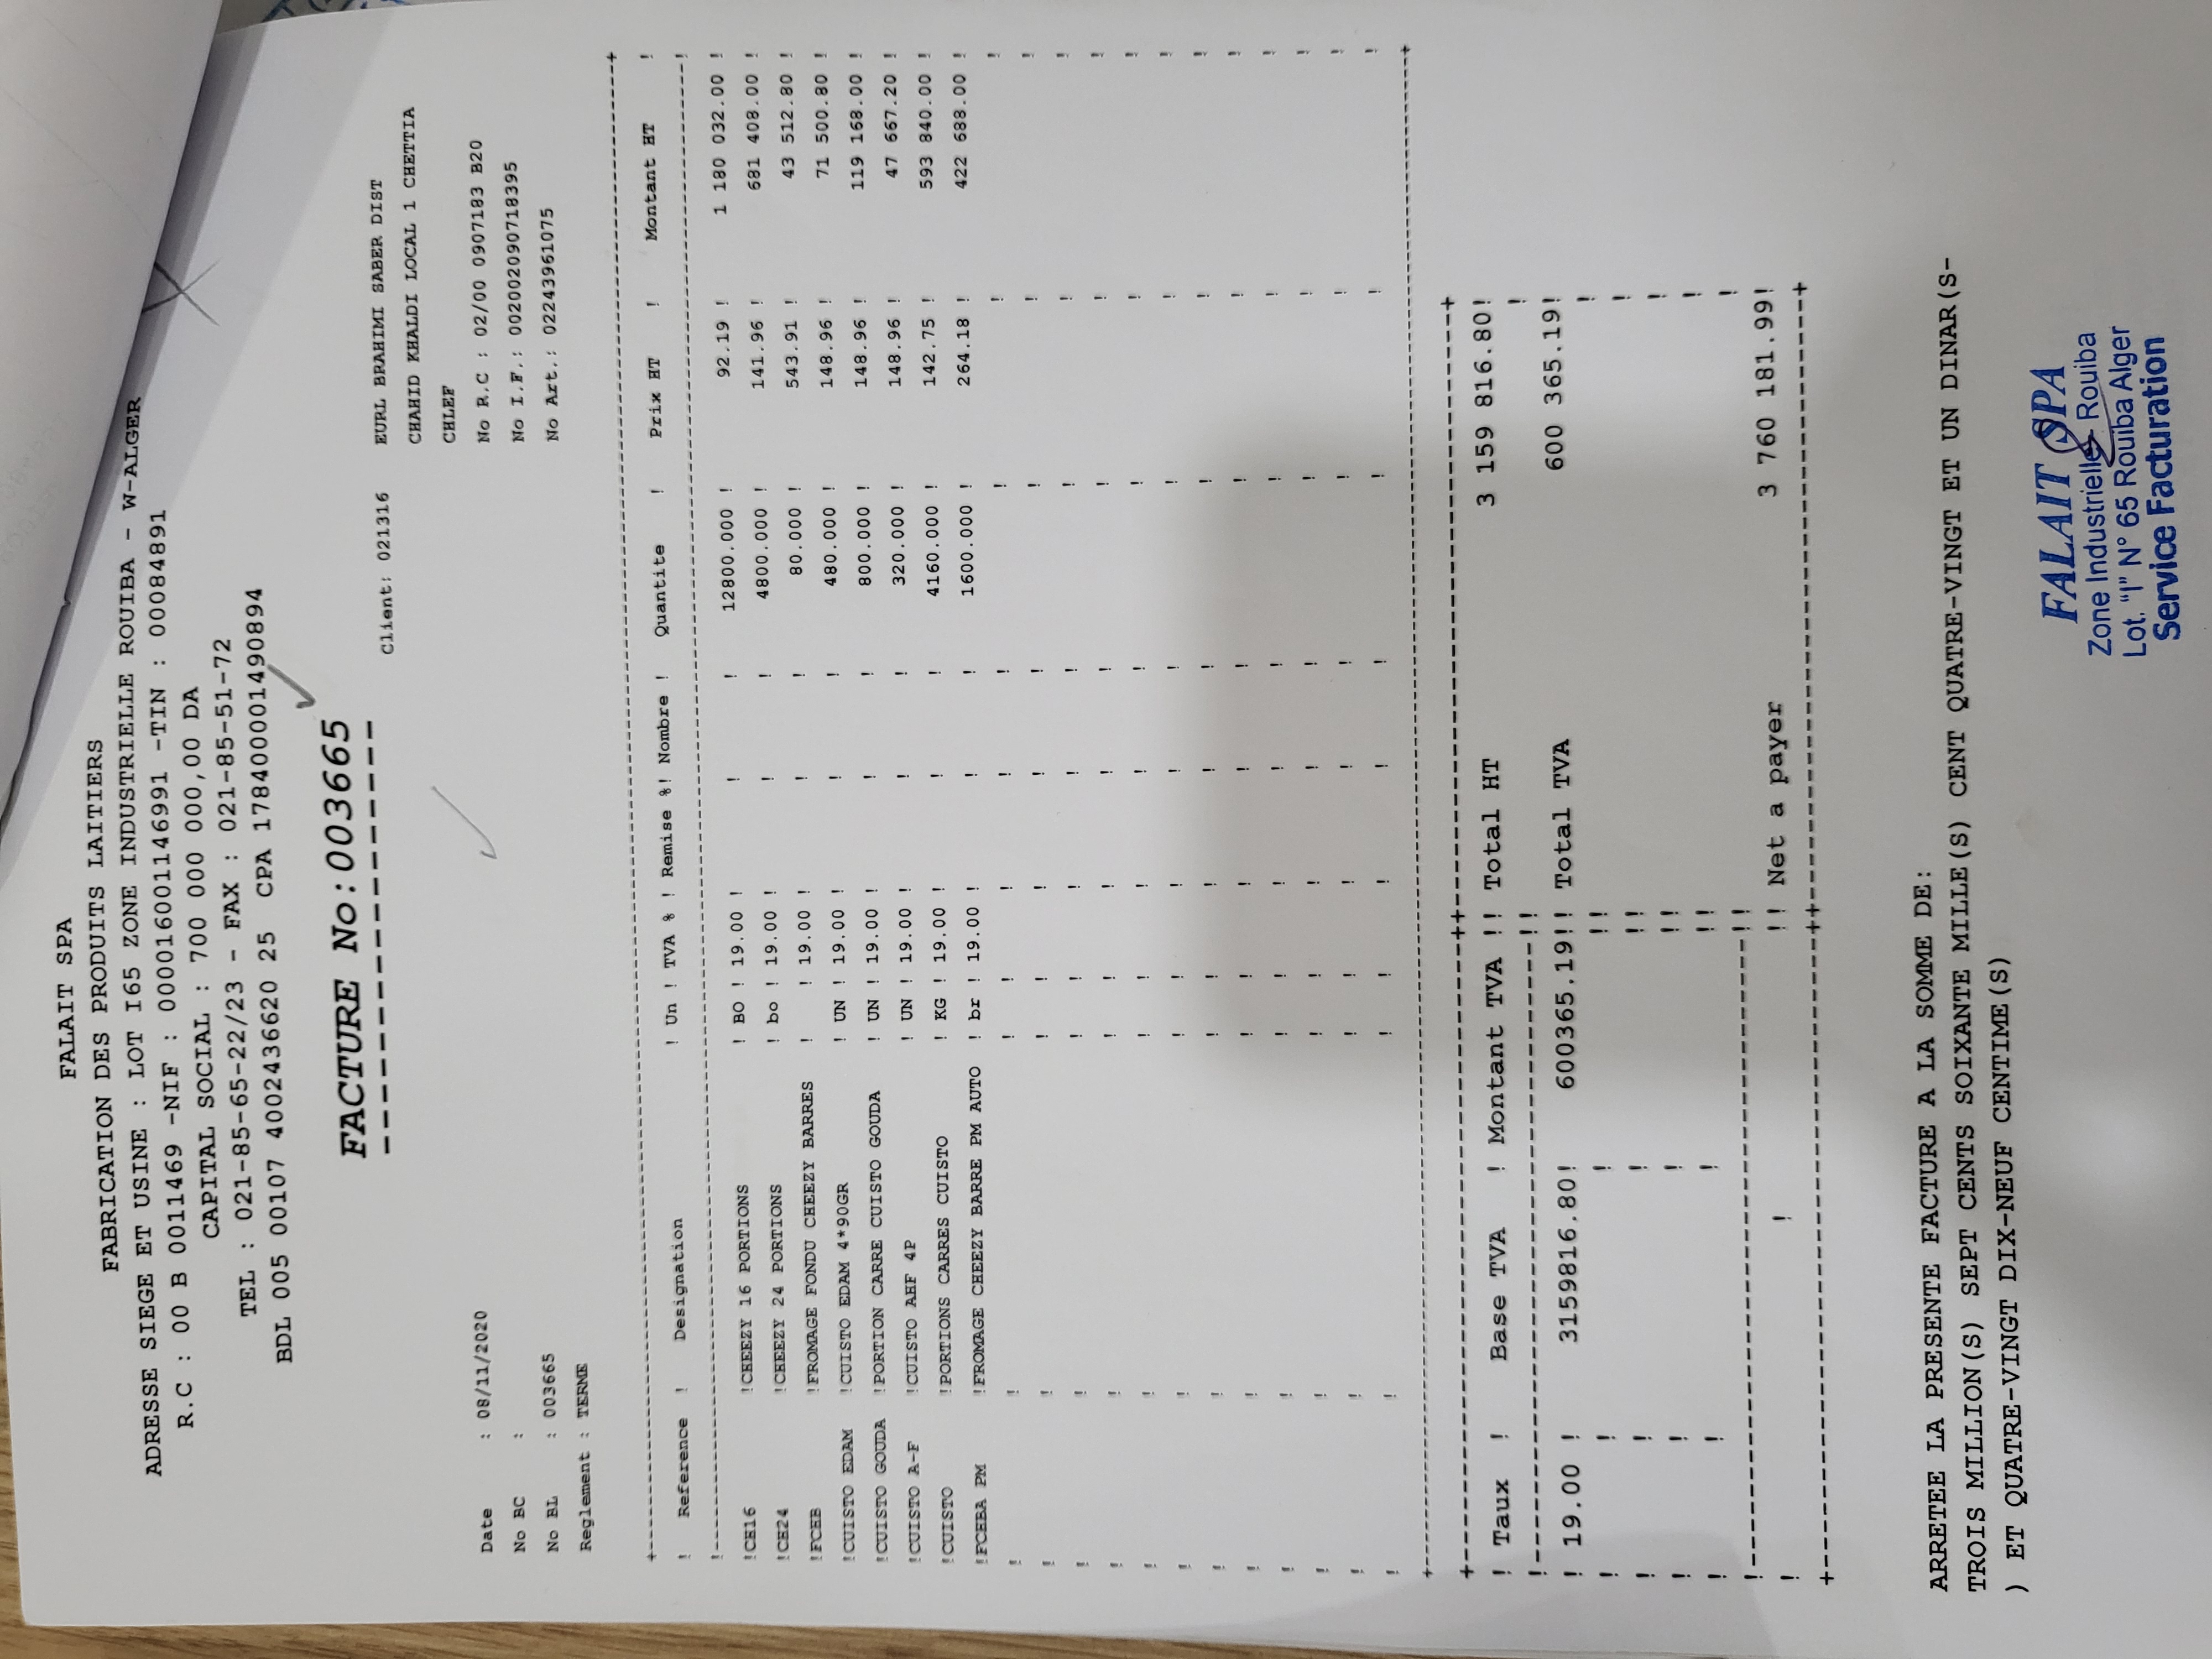 FALAIT SPA
FABRICATION DES PRODUITS LAITIERS
ADRESSE SIEGE ET USINE : LOT I65 ZONE INDUSTRIELLE ROUIBA - W-ALGER
R.C : 00 B 0011469 -NIF : 000016001146991 -TIN : 00084891
CAPITAL SOCIAL : 700 000 000,00 DA
TEL : 021-85-65-22/23 - FAX : 021-85-51-72
BDL 005 00107 4002436620 25 CPA 178400001490894
FACTURE No:003665
Client: 021316 EURL BRAHIMI SABER DIST
CHAHID KHALDI LOCAL 1 CHETTIA
CHLEF
No R.C : 02/00 0907183 B20
No I.F.: 002002090718395
No Art.: 02243961075
Date : 08/11/2020
No BC :
No BL : 003665
Reglement : TERME
! Reference ! Designation ! Un ! TVA % ! Remise %! Nombre ! Quantite ! Prix HT ! Montant HT !
!CH16 !CHEEZY 16 PORTIONS ! BO ! 19.00 ! ! ! 12800.000 ! 92.19 ! 1 180 032.00 !
!CH24 !CHEEZY 24 PORTIONS ! bo ! 19.00 ! ! ! 4800.000 ! 141.96 ! 681 408.00 !
!FCHB !FROMAGE FONDU CHEEZY BARRES ! ! 19.00 ! ! ! 80.000 ! 543.91 ! 43 512.80 !
!CUISTO EDAM !CUISTO EDAM 4*90GR ! UN ! 19.00 ! ! ! 480.000 ! 148.96 ! 71 500.80 !
!CUISTO GOUDA !PORTION CARRE CUISTO GOUDA ! UN ! 19.00 ! ! ! 800.000 ! 148.96 ! 119 168.00 !
!CUISTO A-F !CUISTO AHF 4P ! UN ! 19.00 ! ! ! 320.000 ! 148.96 ! 47 667.20 !
!CUISTO !PORTIONS CARRES CUISTO ! KG ! 19.00 ! ! ! 4160.000 ! 142.75 ! 593 840.00 !
!FCHBA PM !FROMAGE CHEEZY BARRE PM AUTO ! br ! 19.00 ! ! ! 1600.000 ! 264.18 ! 422 688.00 !
! Taux ! Base TVA ! Montant TVA !! Total HT 3 159 816.80!
! 19.00 ! 3159816.80! 600365.19!! Total TVA 600 365.19!
! ! !! Net a payer 3 760 181.99!
ARRETEE LA PRESENTE FACTURE A LA SOMME DE:
TROIS MILLION(S) SEPT CENTS SOIXANTE MILLE(S) CENT QUATRE-VINGT ET UN DINAR(S-
) ET QUATRE-VINGT DIX-NEUF CENTIME(S)
FALAIT SPA
Zone Industrielle - Rouiba
Lot. "I" N° 65 Rouiba Alger
Service Facturation